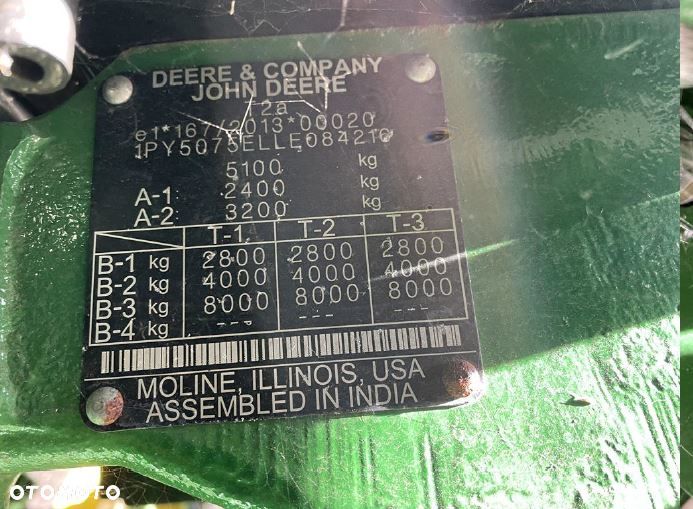 DEERE & COMPANY
JOHN DEERE
T2a
e1*167/2013*00020
1PY5075ELLE084210
5100 kg
A-1 2400 kg
A-2 3200 kg
T-1 T-2 T-3
B-1 kg 2800 2800 2800
B-2 kg 4000 4000 4000
B-3 kg 8000 8000 8000
B-4 kg --- --- ---
MOLINE, ILLINOIS, USA
ASSEMBLED IN INDIA
OTOMOTO